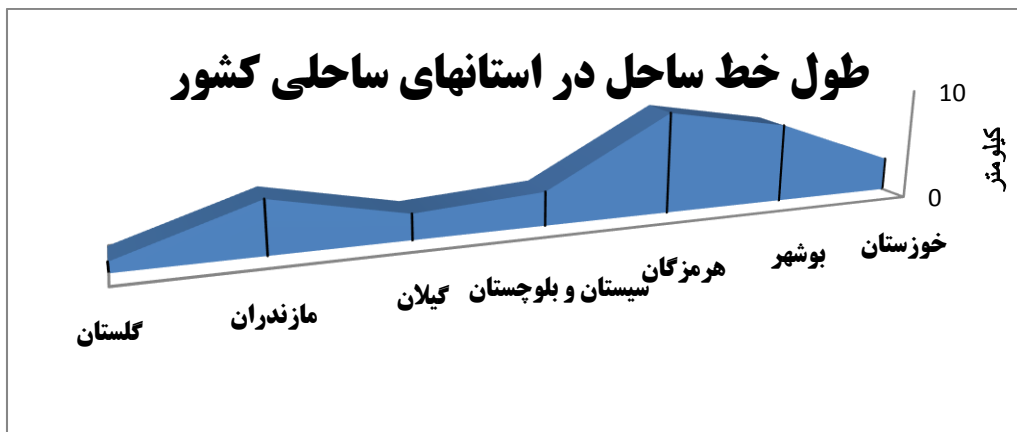 طول خط ساحل در استانهای ساحلی کشور
10
کیلومتر
0
خوزستان
بوشهر
هرمزگان
سیستان و بلوچستان
گیلان
مازندران
گلستان